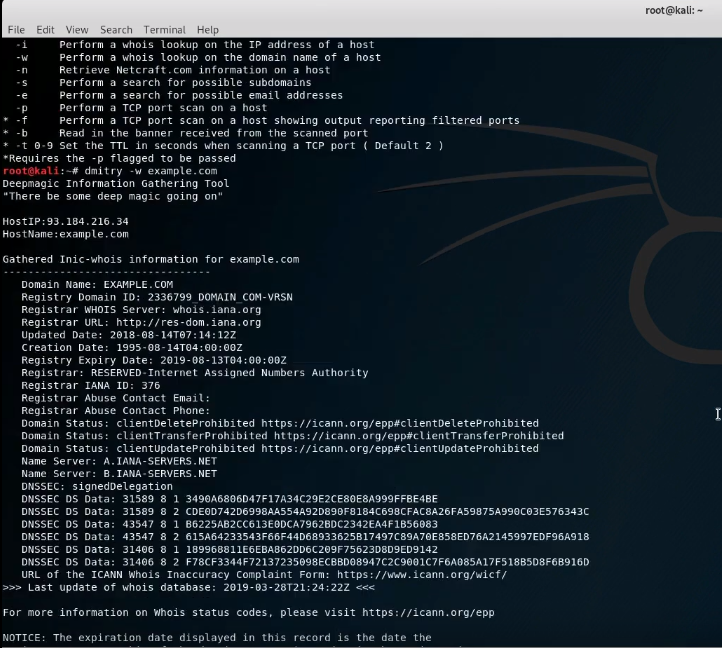 root@kali: ~
File Edit View Search Terminal Help
-i Perform a whois lookup on the IP address of a host
-w Perform a whois lookup on the domain name of a host
-n Retrieve Netcraft.com information on a host
-s Perform a search for possible subdomains
-e Perform a search for possible email addresses
-p Perform a TCP port scan on a host
* -f Perform a TCP port scan on a host showing output reporting filtered ports
* -b Read in the banner received from the scanned port
* -t 0-9 Set the TTL in seconds when scanning a TCP port ( Default 2 )
*Requires the -p flagged to be passed
root@kali:~# dmitry -w example.com
Deepmagic Information Gathering Tool
"There be some deep magic going on"
HostIP:93.184.216.34
HostName:example.com
Gathered Inic-whois information for example.com
---------------------------------
Domain Name: EXAMPLE.COM
Registry Domain ID: 2336799_DOMAIN_COM-VRSN
Registrar WHOIS Server: whois.iana.org
Registrar URL: http://res-dom.iana.org
Updated Date: 2018-08-14T07:14:12Z
Creation Date: 1995-08-14T04:00:00Z
Registry Expiry Date: 2019-08-13T04:00:00Z
Registrar: RESERVED-Internet Assigned Numbers Authority
Registrar IANA ID: 376
Registrar Abuse Contact Email:
Registrar Abuse Contact Phone:
Domain Status: clientDeleteProhibited https://icann.org/epp#clientDeleteProhibited
Domain Status: clientTransferProhibited https://icann.org/epp#clientTransferProhibited
Domain Status: clientUpdateProhibited https://icann.org/epp#clientUpdateProhibited
Name Server: A.IANA-SERVERS.NET
Name Server: B.IANA-SERVERS.NET
DNSSEC: signedDelegation
DNSSEC DS Data: 31589 8 1 3490A6806D47F17A34C29E2CE80E8A999FFBE4BE
DNSSEC DS Data: 31589 8 2 CDE0D742D6998AA554A92D890F8184C698CFAC8A26FA59875A990C03E576343C
DNSSEC DS Data: 43547 8 1 B6225AB2CC613E0DCA7962BDC2342EA4F1B56083
DNSSEC DS Data: 43547 8 2 615A64233543F66F44D68933625B17497C89A70E858ED76A2145997EDF96A918
DNSSEC DS Data: 31406 8 1 189968811E6EBA862DD6C209F75623D8D9ED9142
DNSSEC DS Data: 31406 8 2 F78CF3344F72137235098ECBBD08947C2C9001C7F6A085A17F518B5D8F6B916D
URL of the ICANN Whois Inaccuracy Complaint Form: https://www.icann.org/wicf/
>>> Last update of whois database: 2019-03-28T21:24:22Z <<<
For more information on Whois status codes, please visit https://icann.org/epp
NOTICE: The expiration date displayed in this record is the date the